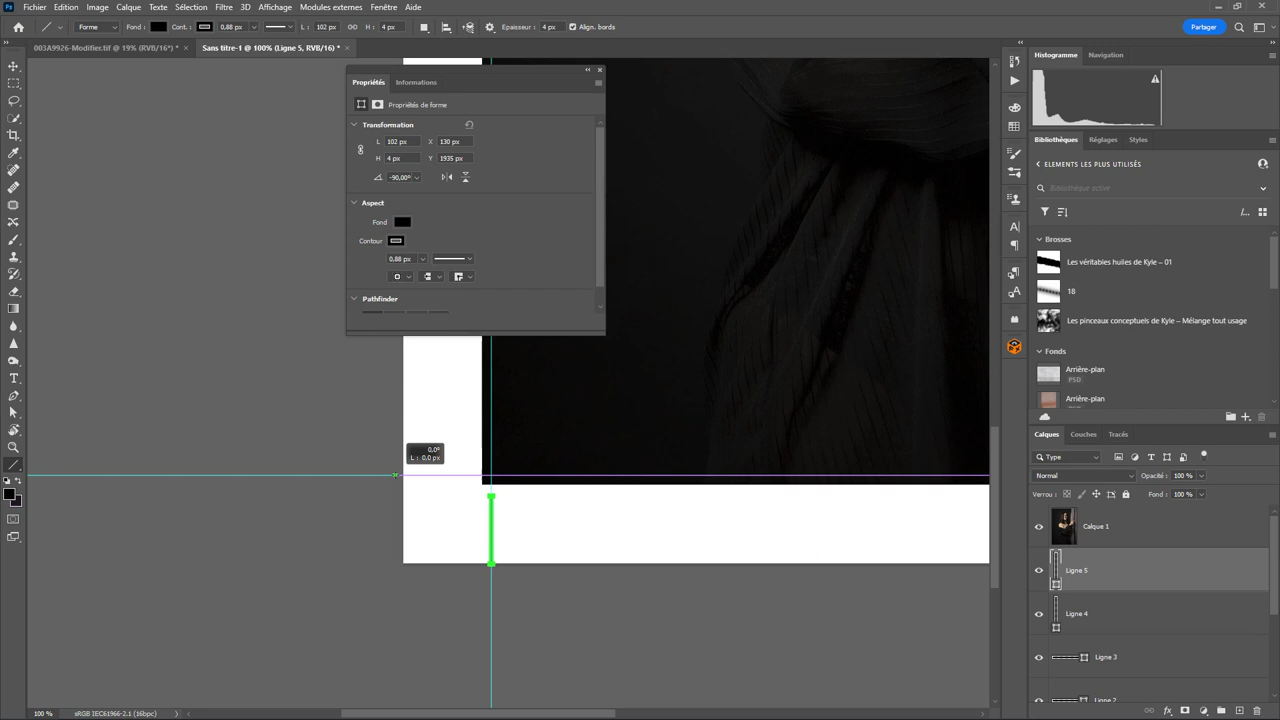 Fichier Edition Image Calque Texte Sélection Filtre 3D Affichage Modules externes Fenêtre Aide
Forme Fond : Cont. : 0,88 px L : 102 px H : 4 px Epaisseur : 4 px Align. bords Partager
003A9926-Modifier.tif @ 19% (RVB/16*) * × Sans titre-1 @ 100% (Ligne 5, RVB/16) * ×
Histogramme Navigation
Propriétés Informations
Propriétés de forme
Transformation
L 102 px X 130 px
H 4 px Y 1935 px
-90,00°
Aspect
Fond
Contour
0,88 px
Pathfinder
0,0°
L : 0,0 px
Bibliothèques Réglages Styles
ELEMENTS LES PLUS UTILISÉS
Bibliothèque active
Brosses
Les véritables huiles de Kyle – 01
18
Les pinceaux conceptuels de Kyle – Mélange tout usage
Fonds
Arrière-plan
PSD
Arrière-plan
PSD
Calques Couches Tracés
Type
Normal Opacité : 100 %
Verrou : Fond : 100 %
Calque 1
Ligne 5
Ligne 4
Ligne 3
Ligne 2
100 % sRGB IEC61966-2.1 (16bpc)